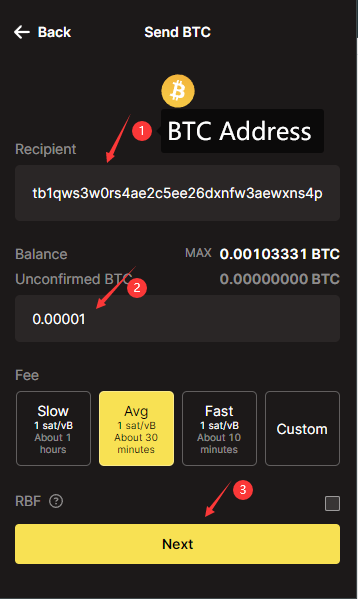 Back
Send BTC
1
BTC Address
Recipient
tb1qws3w0rs4ae2c5ee26dxnfw3aewxns4p
Balance
MAX 0.00103331 BTC
Unconfirmed BTC
0.00000000 BTC
2
0.00001
Fee
Slow
1 sat/vB
About 1
hours
Avg
1 sat/vB
About 30
minutes
Fast
1 sat/vB
About 10
minutes
Custom
3
RBF ?
Next